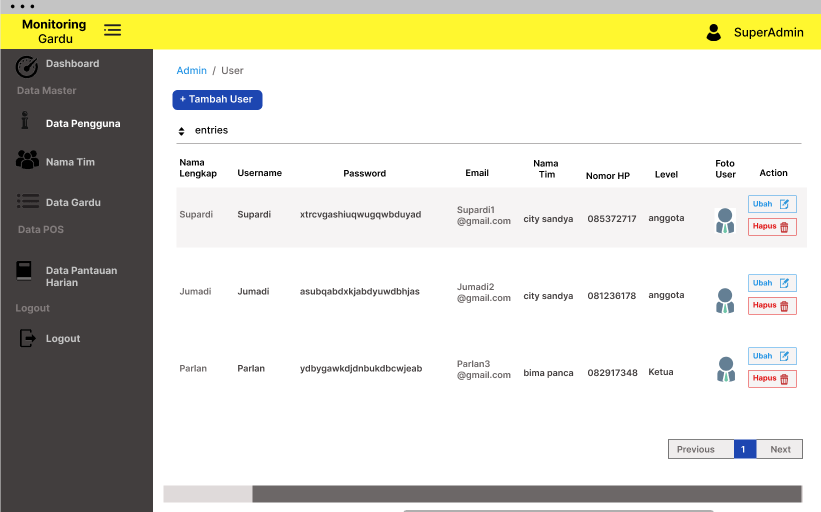 Monitoring
Gardu
SuperAdmin
Dashboard
Data Master
Data Pengguna
Nama Tim
Data Gardu
Data POS
Data Pantauan
Harian
Logout
Logout
Admin / User
+ Tambah User
entries
Nama
Lengkap
Username
Password
Email
Nama
Tim
Nomor HP
Level
Foto
User
Action
Supardi
Supardi
xtrcvgashiuqwugqwbduyad
Supardi1
@gmail.com
city sandya
085372717
anggota
Ubah
Hapus
Jumadi
Jumadi
asubqabdxkjabdyuwdbhjas
Jumadi2
@gmail.com
city sandya
081236178
anggota
Ubah
Hapus
Parlan
Parlan
ydbygawkdjdnbukdbcwjeab
Parlan3
@gmail.com
bima panca
082917348
Ketua
Ubah
Hapus
Previous 1 Next